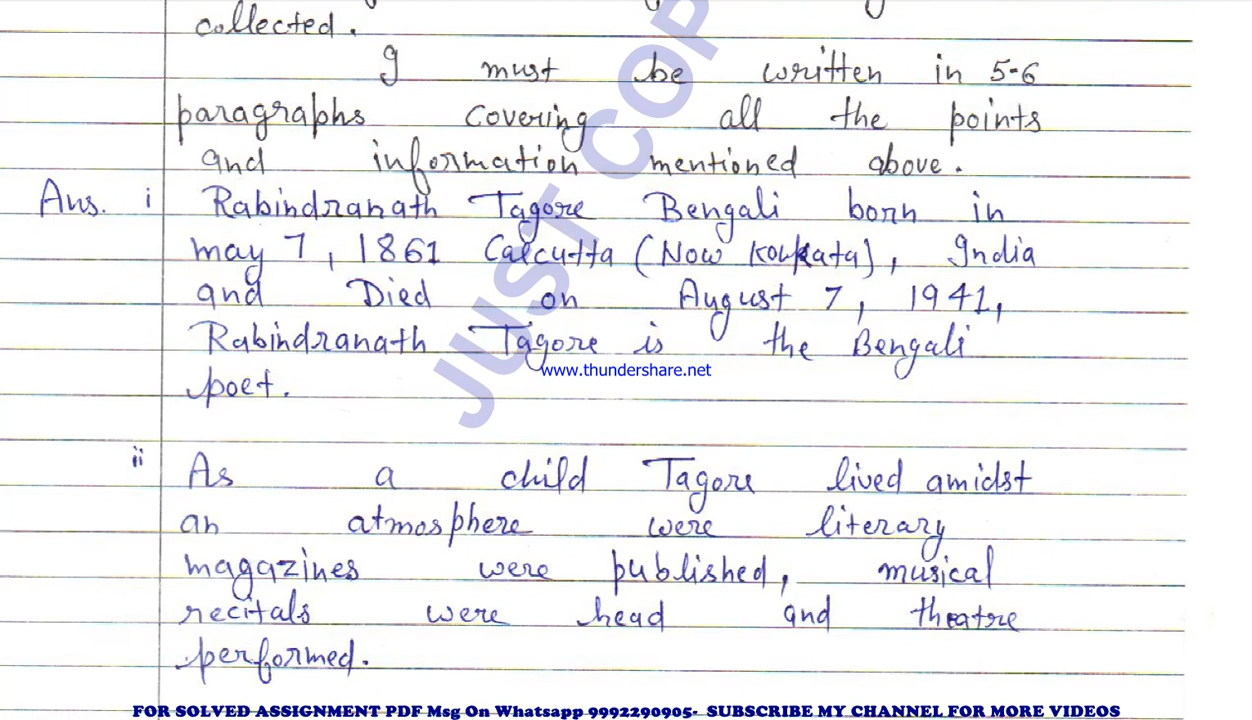 collected.
I must be written in 5-6
paragraphs covering all the points
and information mentioned above.
Ans. i Rabindranath Tagore Bengali born in
may 7, 1861 Calcutta (Now Kolkata), India
and Died on August 7, 1941,
Rabindranath Tagore is the Bengali
www.thundershare.net
poet.
ii As a child Tagore lived amidst
an atmosphere were literary
magazines were published, musical
recitals were head and theatre
performed.
JUST COP
FOR SOLVED ASSIGNMENT PDF Msg On Whatsapp 9992290905- SUBSCRIBE MY CHANNEL FOR MORE VIDEOS